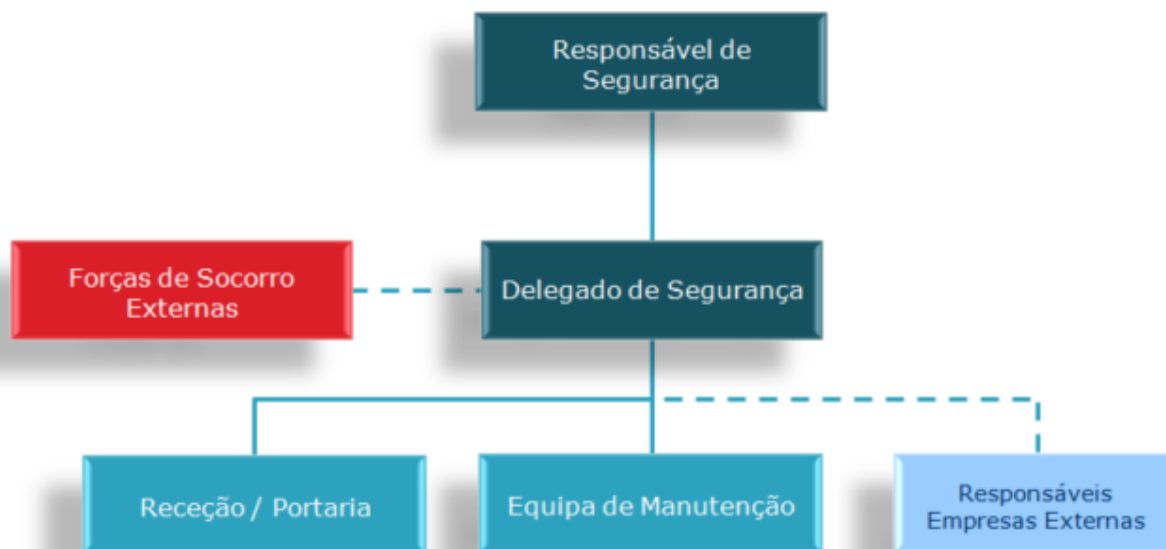 Responsável de
Segurança
Forças de Socorro
Externas
Delegado de Segurança
Receção / Portaria
Equipa de Manutenção
Responsáveis
Empresas Externas